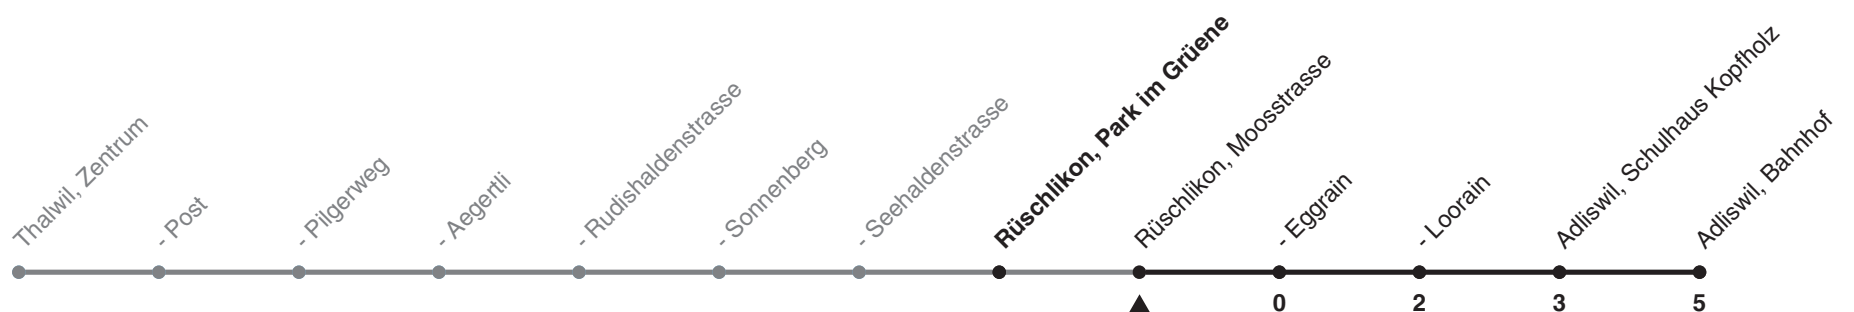 Thalwil, Zentrum
- Post
- Pilgerweg
- Aegertli
- Rudishaldenstrasse
- Sonnenberg
- Seehaldenstrasse
Rüschlikon, Park im Grüene
Rüschlikon, Moosstrasse
- Eggrain
- Loorain
Adliswil, Schulhaus Kopfholz
Adliswil, Bahnhof
0 2 3 5